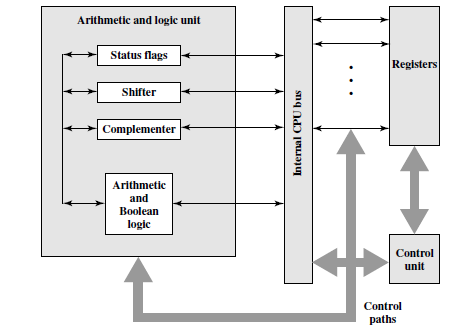 Arithmetic and logic unit
Status flags
Shifter
Complementer
Arithmetic
and
Boolean
logic
Internal CPU bus
Registers
Control
unit
Control
paths